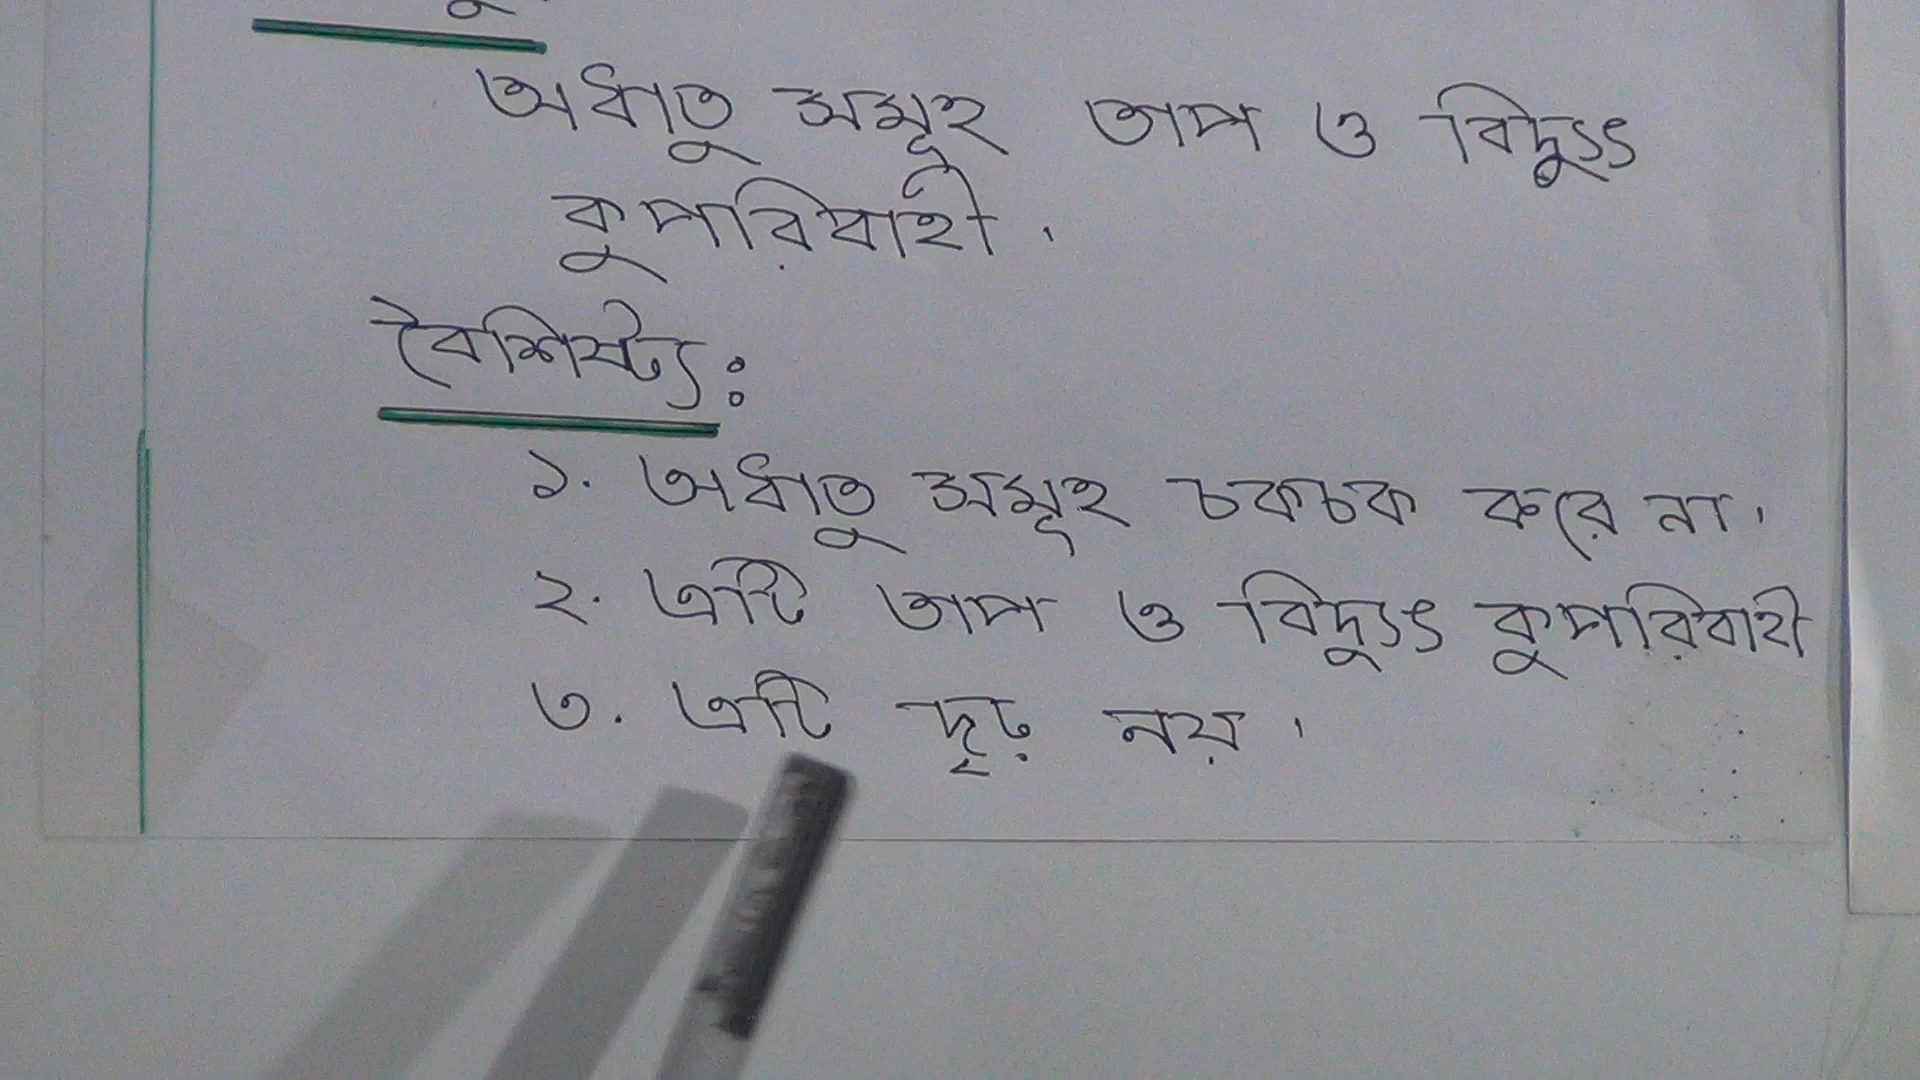 অধাতু সমূহ তাপ ও বিদ্যুৎ
কুপরিবাহী.
বৈশিষ্ট্য:
১. অধাতু সমূহ চকচক করে না.
২. এটি তাপ ও বিদ্যুৎ কুপরিবাহী
৩. এটি দৃঢ় নয়.